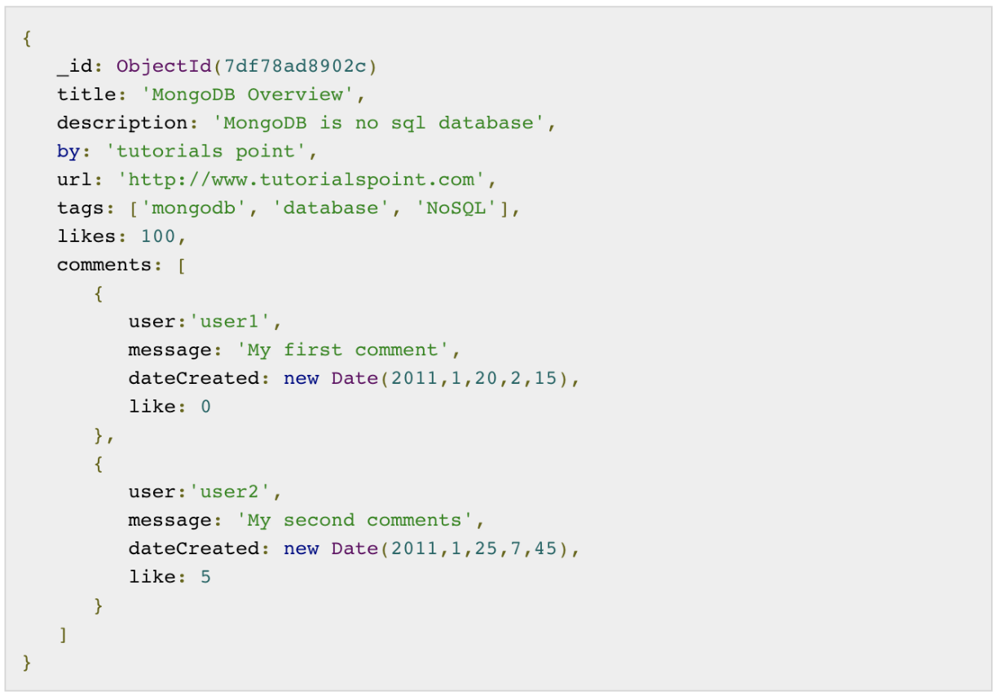 {
   _id: ObjectId(7df78ad8902c)
   title: 'MongoDB Overview',
   description: 'MongoDB is no sql database',
   by: 'tutorials point',
   url: 'http://www.tutorialspoint.com',
   tags: ['mongodb', 'database', 'NoSQL'],
   likes: 100,
   comments: [
      {
         user:'user1',
         message: 'My first comment',
         dateCreated: new Date(2011,1,20,2,15),
         like: 0
      },
      {
         user:'user2',
         message: 'My second comments',
         dateCreated: new Date(2011,1,25,7,45),
         like: 5
      }
   ]
}